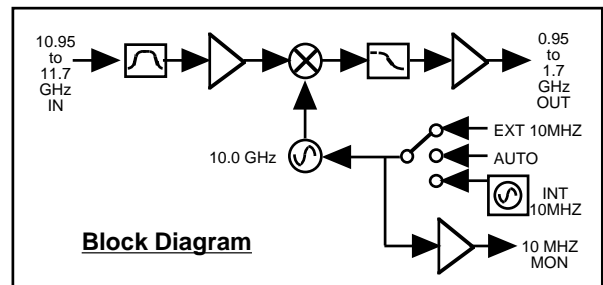 10.95
to
11.7
GHz
IN
0.95
to
1.7
GHz
OUT
10.0 GHz
EXT 10MHZ
AUTO
INT
10MHZ
10 MHZ
MON
Block Diagram